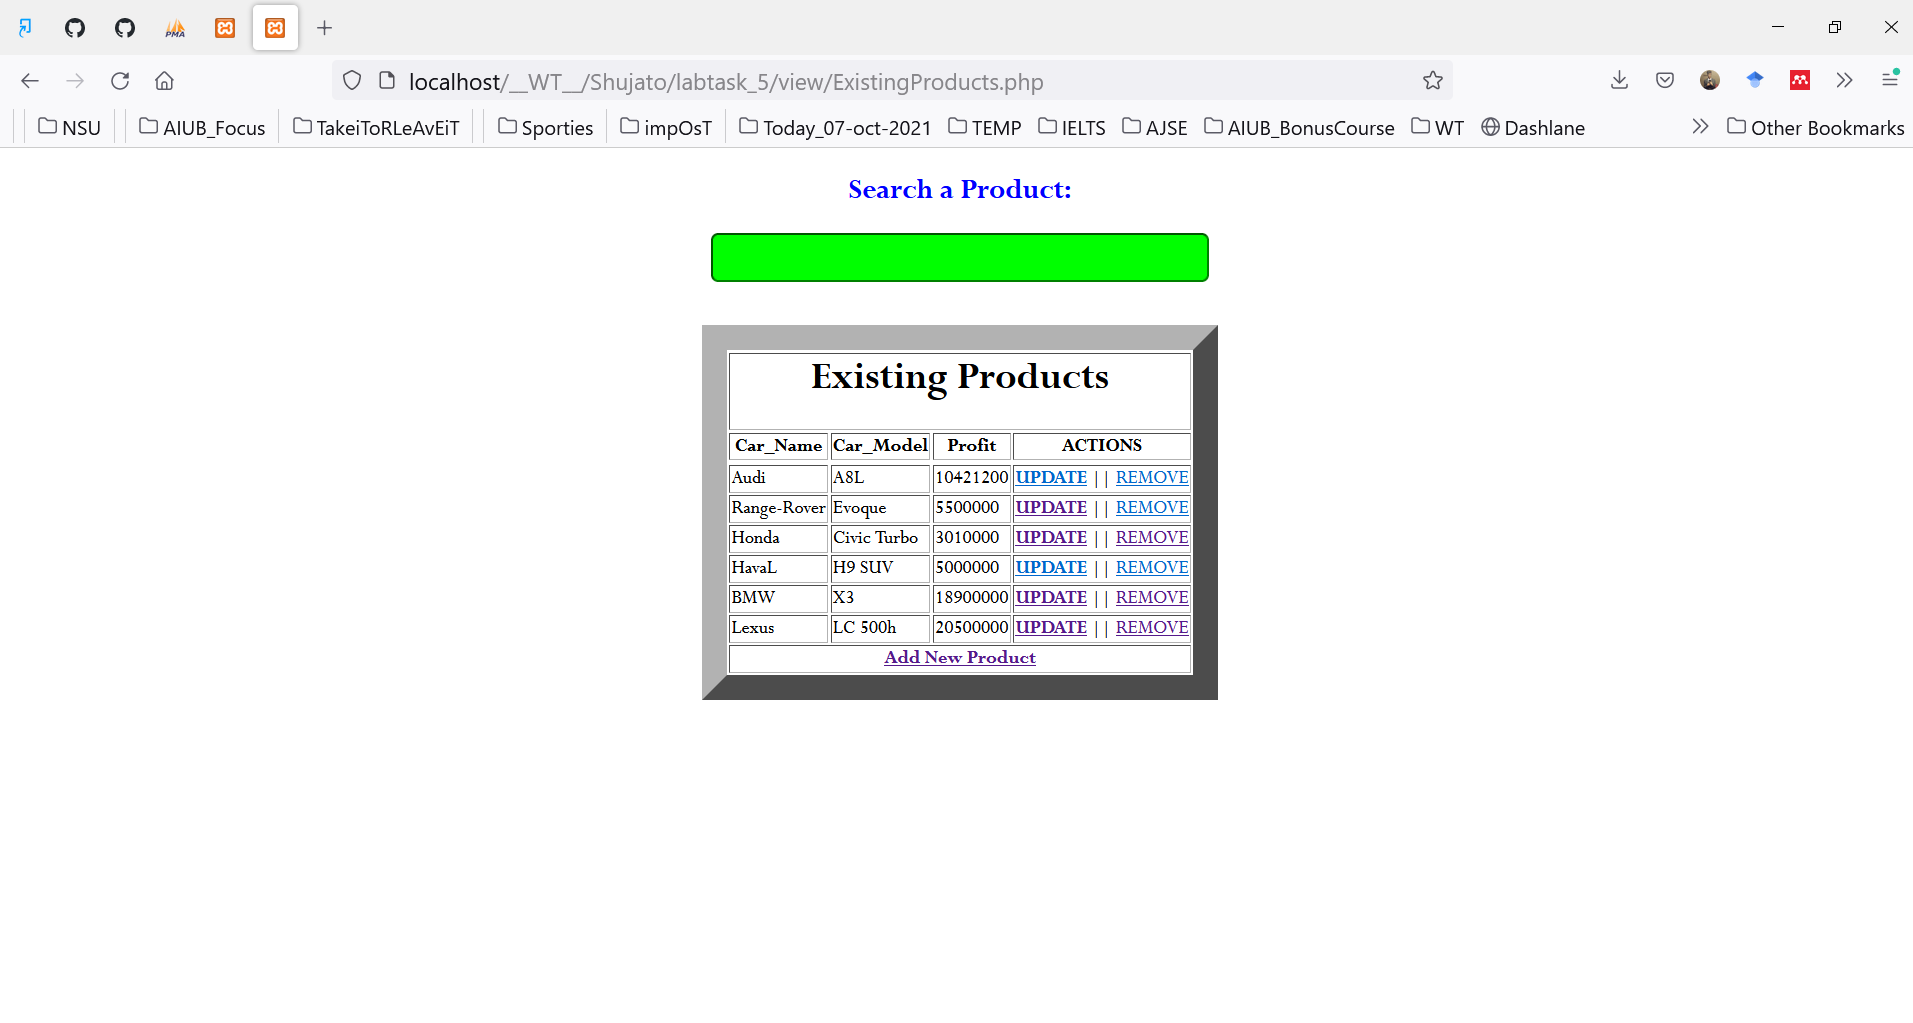 PMA
localhost/__WT__/Shujato/labtask_5/view/ExistingProducts.php
NSU AIUB_Focus TakeiToRLeAvEiT Sporties impOsT Today_07-oct-2021 TEMP IELTS AJSE AIUB_BonusCourse WT Dashlane Other Bookmarks
Search a Product:
Existing Products
Car_Name Car_Model Profit ACTIONS
Audi A8L 10421200 UPDATE || REMOVE
Range-Rover Evoque 5500000 UPDATE || REMOVE
Honda Civic Turbo 3010000 UPDATE || REMOVE
HavaL H9 SUV 5000000 UPDATE || REMOVE
BMW X3 18900000 UPDATE || REMOVE
Lexus LC 500h 20500000 UPDATE || REMOVE
Add New Product